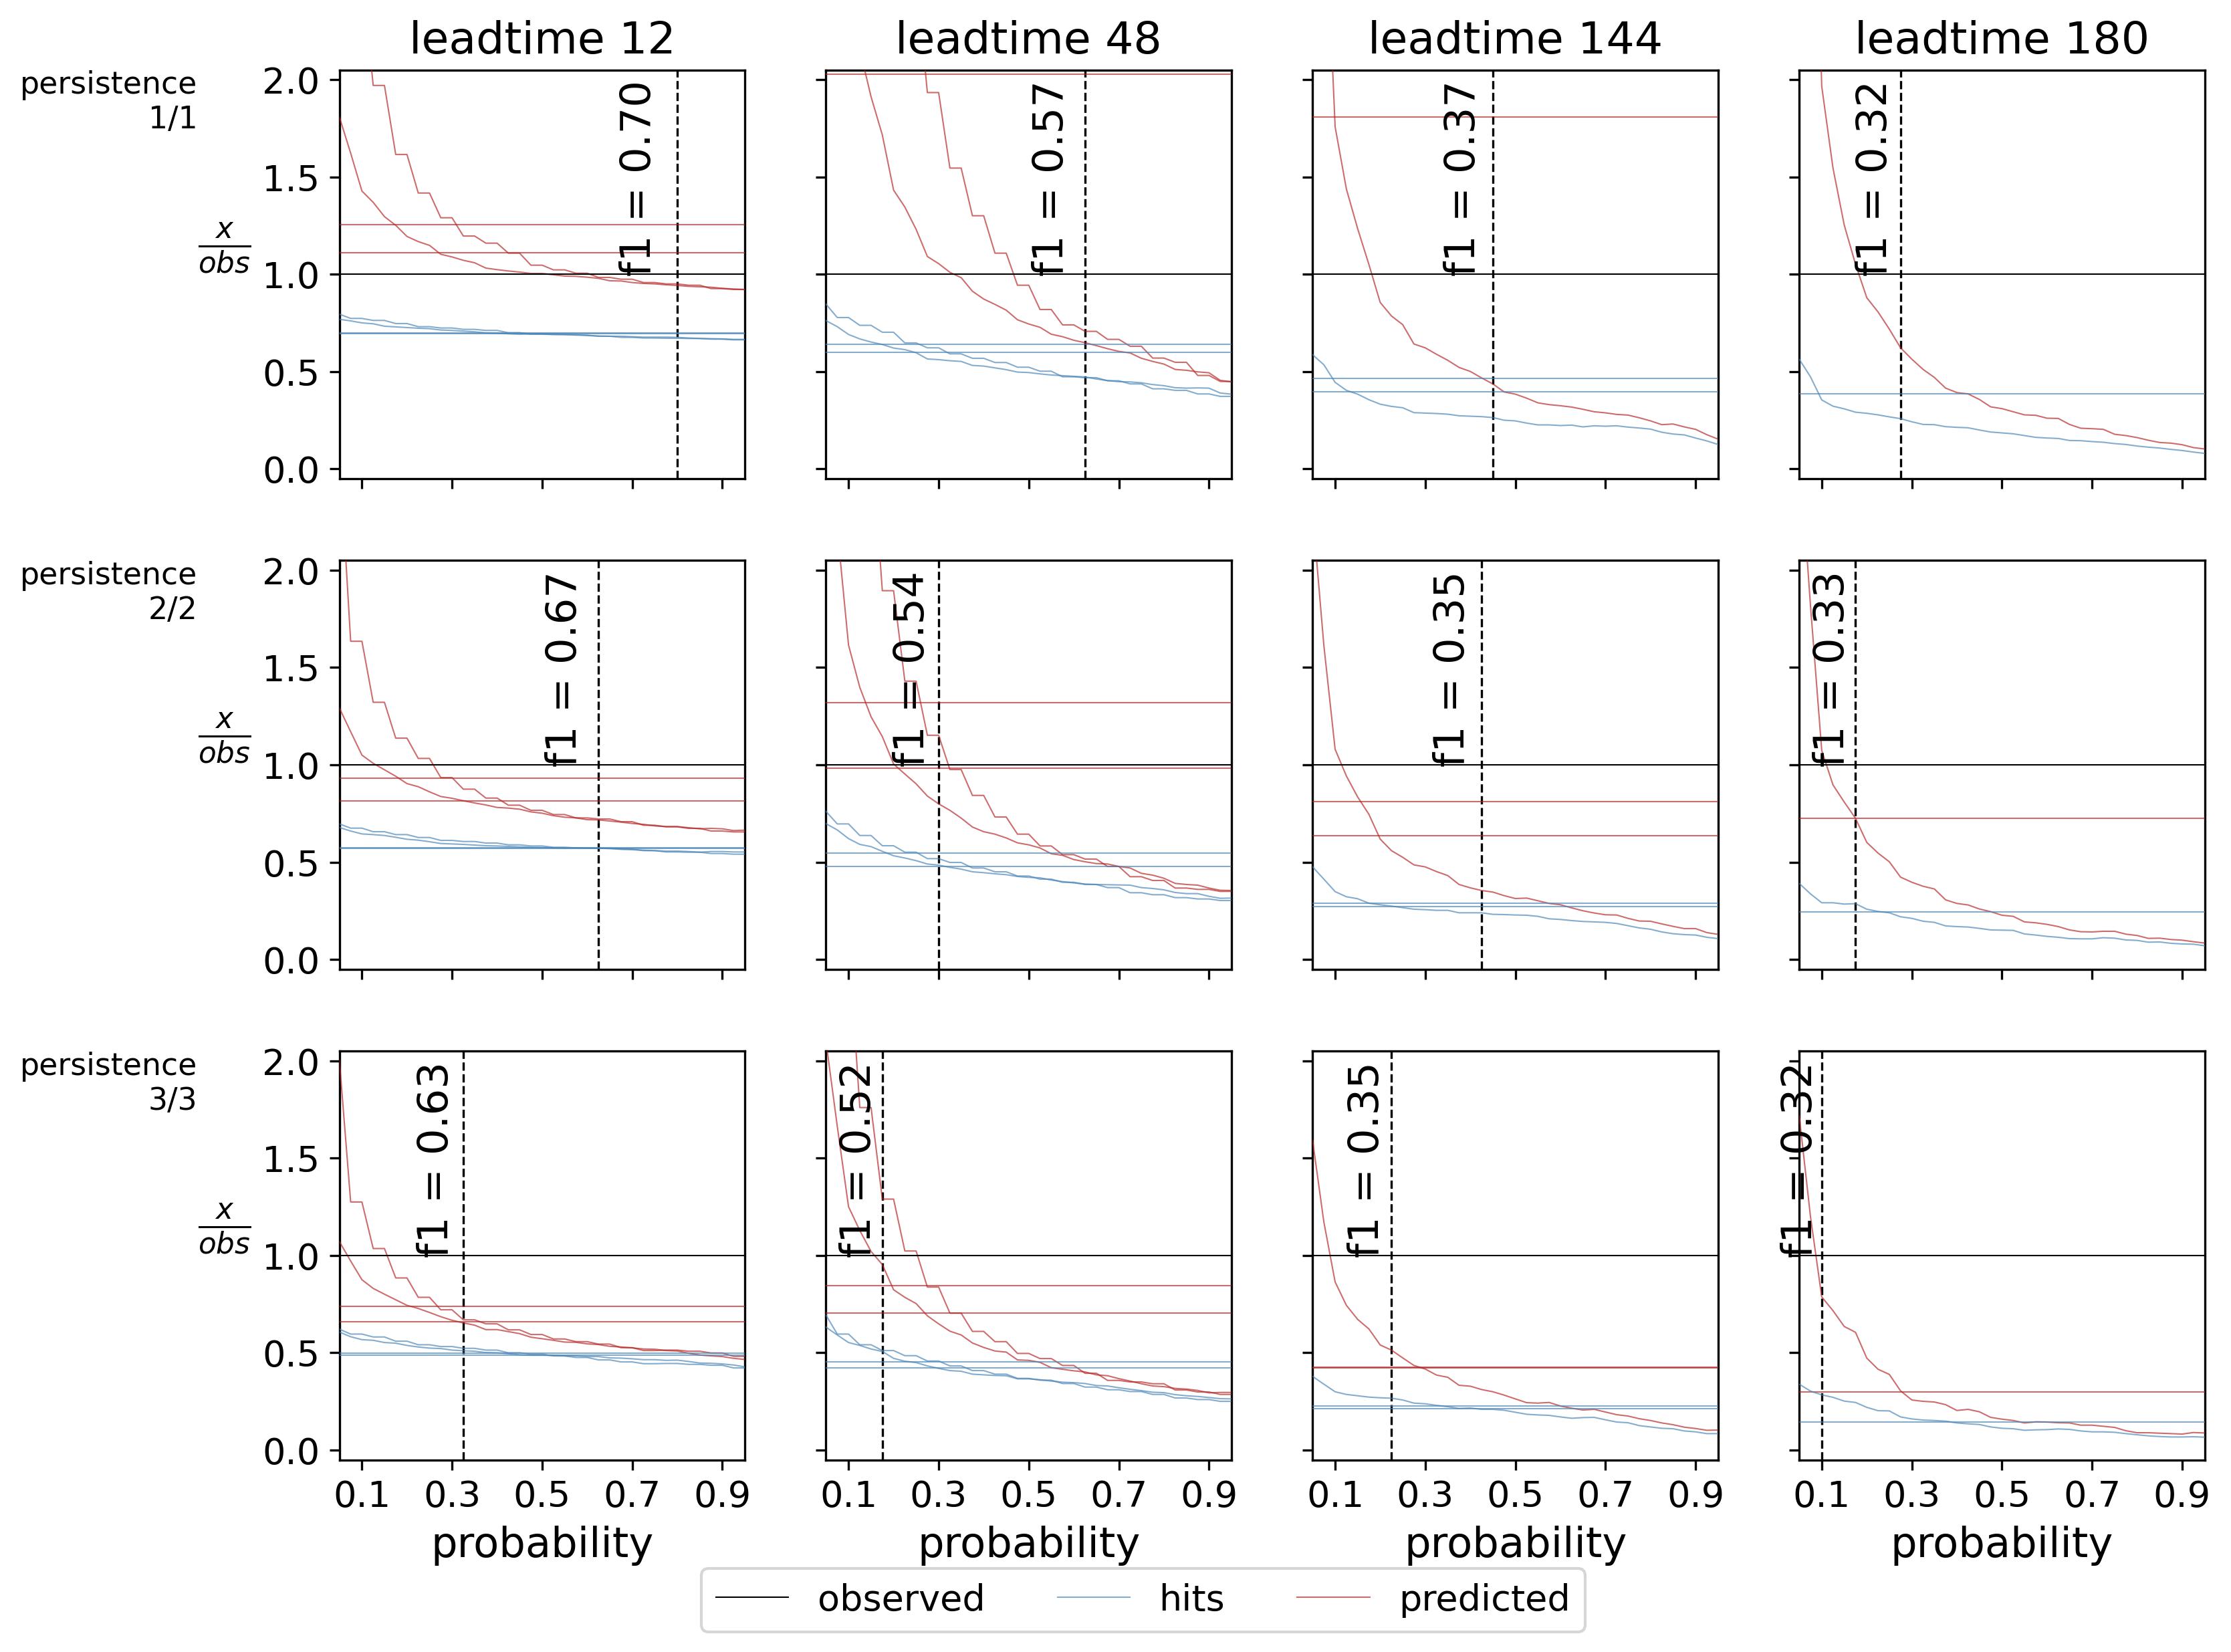 leadtime 12
leadtime 48
leadtime 144
leadtime 180
persistence
1/1
x
obs
2.0
1.5
1.0
0.5
0.0
f1 = 0.70
f1 = 0.57
f1 = 0.37
f1 = 0.32
persistence
2/2
x
obs
2.0
1.5
1.0
0.5
0.0
f1 = 0.67
f1 = 0.54
f1 = 0.35
f1 = 0.33
persistence
3/3
x
obs
2.0
1.5
1.0
0.5
0.0
f1 = 0.63
f1 = 0.52
f1 = 0.35
f1 = 0.32
0.1 0.3 0.5 0.7 0.9
0.1 0.3 0.5 0.7 0.9
0.1 0.3 0.5 0.7 0.9
0.1 0.3 0.5 0.7 0.9
probability
probability
probability
probability
observed
hits
predicted